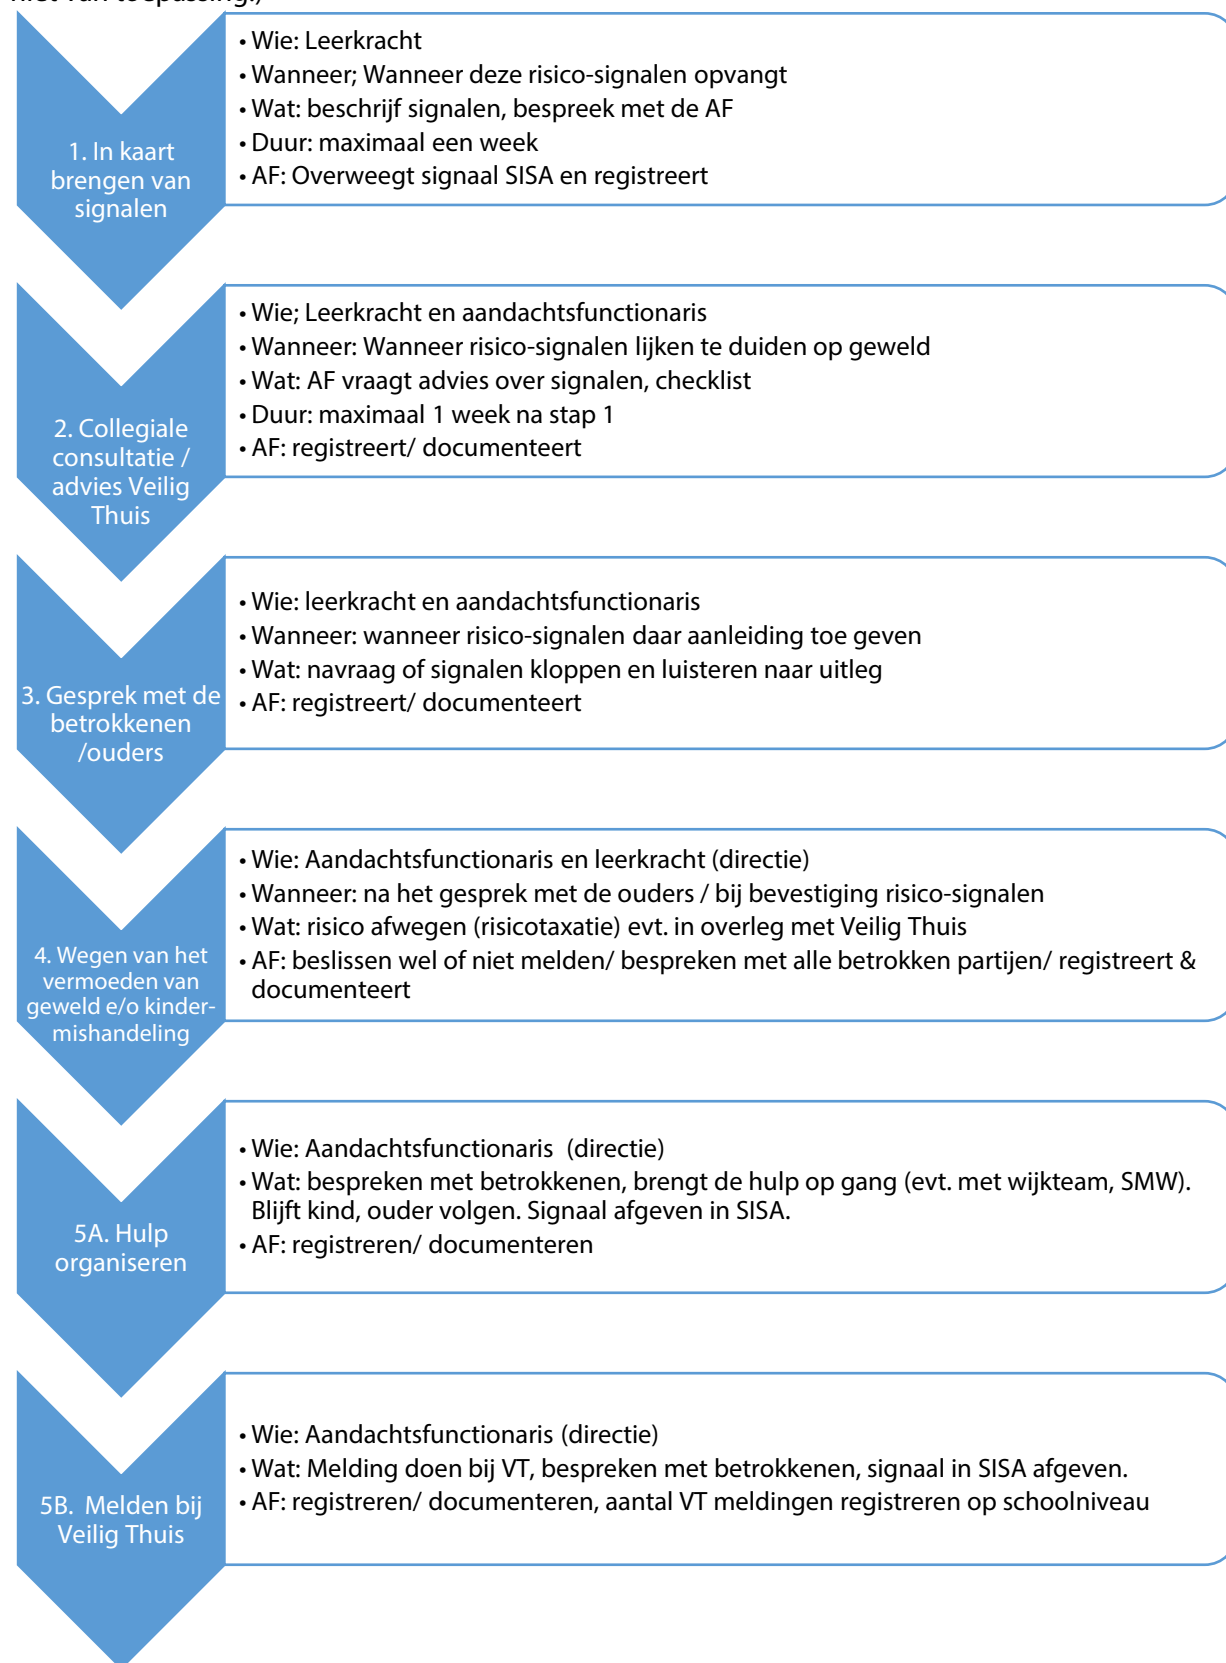 niet van toepassing.)
1. In kaart
brengen van
signalen
• Wie: Leerkracht
• Wanneer; Wanneer deze risico-signalen opvangt
• Wat: beschrijf signalen, bespreek met de AF
• Duur: maximaal een week
• AF: Overweegt signaal SISA en registreert
2. Collegiale
consultatie /
advies Veilig
Thuis
• Wie; Leerkracht en aandachtsfunctionaris
• Wanneer: Wanneer risico-signalen lijken te duiden op geweld
• Wat: AF vraagt advies over signalen, checklist
• Duur: maximaal 1 week na stap 1
• AF: registreert/ documenteert
3. Gesprek met de
betrokkenen
/ouders
• Wie: leerkracht en aandachtsfunctionaris
• Wanneer: wanneer risico-signalen daar aanleiding toe geven
• Wat: navraag of signalen kloppen en luisteren naar uitleg
• AF: registreert/ documenteert
4. Wegen van het
vermoeden van
geweld e/o kinder-
mishandeling
• Wie: Aandachtsfunctionaris en leerkracht (directie)
• Wanneer: na het gesprek met de ouders / bij bevestiging risico-signalen
• Wat: risico afwegen (risicotaxatie) evt. in overleg met Veilig Thuis
• AF: beslissen wel of niet melden/ bespreken met alle betrokken partijen/ registreert &
documenteert
5A. Hulp
organiseren
• Wie: Aandachtsfunctionaris (directie)
• Wat: bespreken met betrokkenen, brengt de hulp op gang (evt. met wijkteam, SMW).
Blijft kind, ouder volgen. Signaal afgeven in SISA.
• AF: registreren/ documenteren
5B. Melden bij
Veilig Thuis
• Wie: Aandachtsfunctionaris (directie)
• Wat: Melding doen bij VT, bespreken met betrokkenen, signaal in SISA afgeven.
• AF: registreren/ documenteren, aantal VT meldingen registreren op schoolniveau